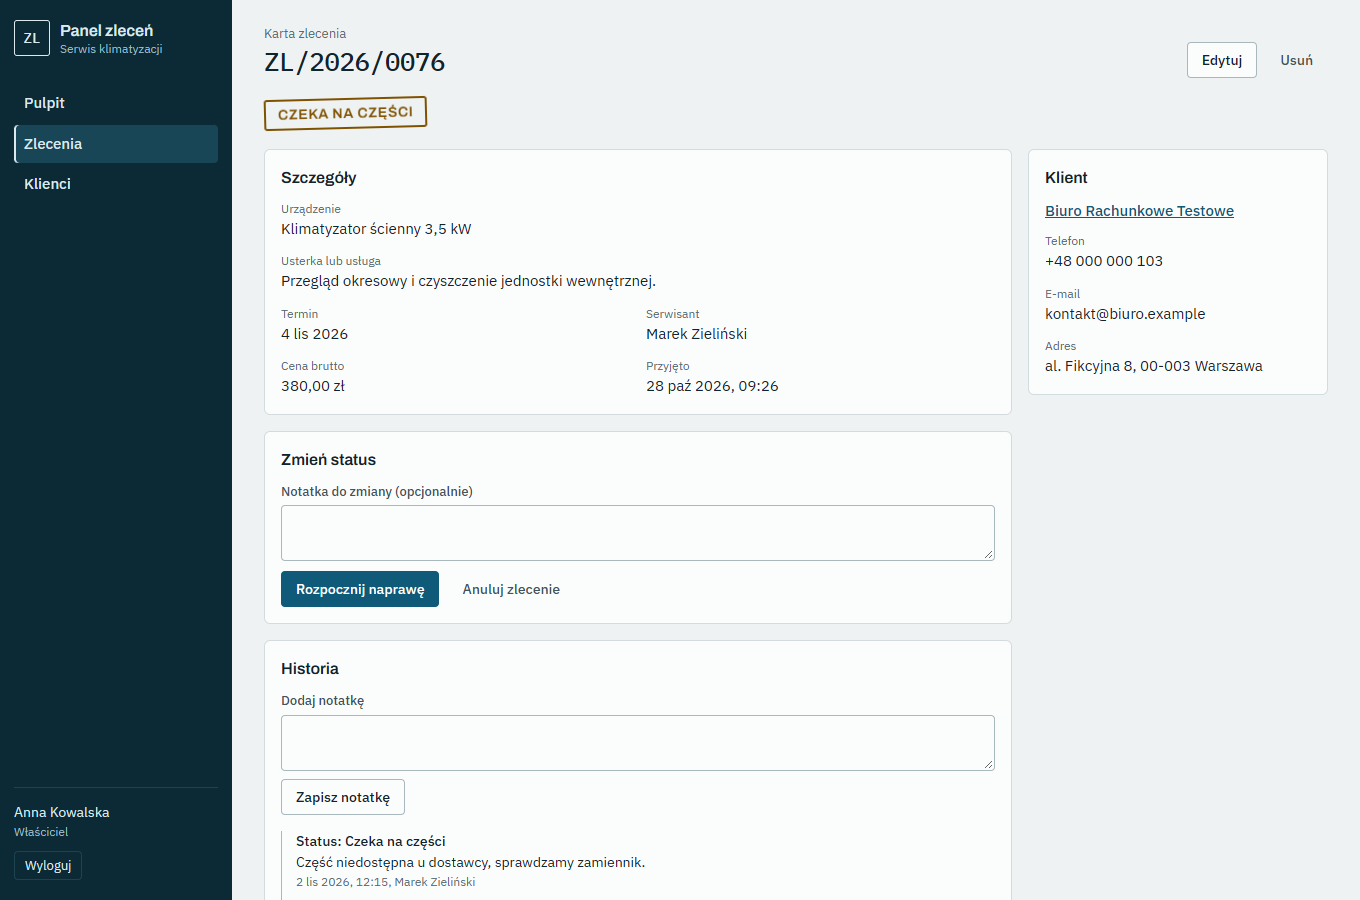 ZL
Panel zleceń
Serwis klimatyzacji
Pulpit
Zlecenia
Klienci
Anna Kowalska
Właściciel
Wyloguj
Karta zlecenia
ZL/2026/0076
Edytuj
Usuń
CZEKA NA CZĘŚCI
Szczegóły
Urządzenie
Klimatyzator ścienny 3,5 kW
Usterka lub usługa
Przegląd okresowy i czyszczenie jednostki wewnętrznej.
Termin
4 lis 2026
Serwisant
Marek Zieliński
Cena brutto
380,00 zł
Przyjęto
28 paź 2026, 09:26
Klient
Biuro Rachunkowe Testowe
Telefon
+48 000 000 103
E-mail
kontakt@biuro.example
Adres
al. Fikcyjna 8, 00-003 Warszawa
Zmień status
Notatka do zmiany (opcjonalnie)
Rozpocznij naprawę
Anuluj zlecenie
Historia
Dodaj notatkę
Zapisz notatkę
Status: Czeka na części
Część niedostępna u dostawcy, sprawdzamy zamiennik.
2 lis 2026, 12:15, Marek Zieliński